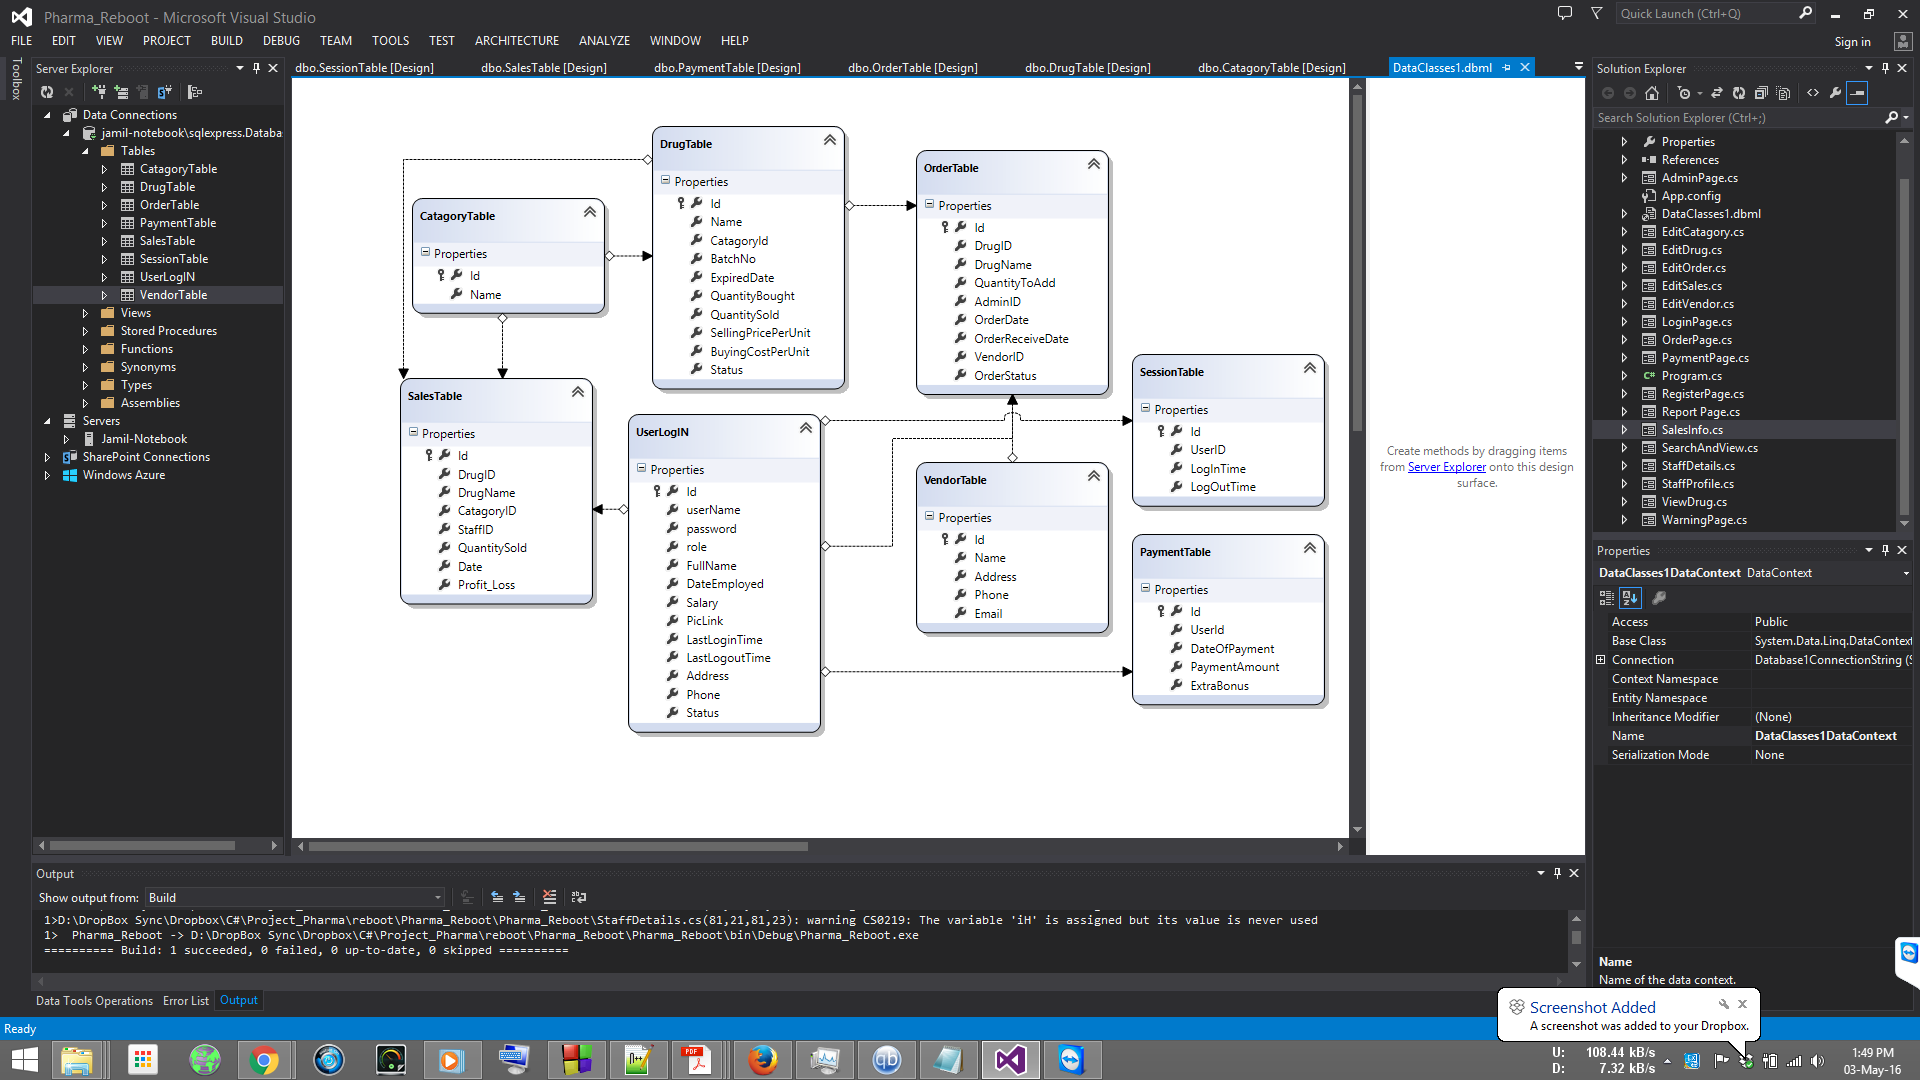 Pharma_Reboot - Microsoft Visual Studio
Quick Launch (Ctrl+Q)
FILE EDIT VIEW PROJECT BUILD DEBUG TEAM TOOLS TEST ARCHITECTURE ANALYZE WINDOW HELP
Sign in
Toolbox
Server Explorer
Data Connections
jamil-notebook\sqlexpress.Databa
Tables
CatagoryTable
DrugTable
OrderTable
PaymentTable
SalesTable
SessionTable
UserLogIN
VendorTable
Views
Stored Procedures
Functions
Synonyms
Types
Assemblies
Servers
Jamil-Notebook
SharePoint Connections
Windows Azure
dbo.SessionTable [Design]
dbo.SalesTable [Design]
dbo.PaymentTable [Design]
dbo.OrderTable [Design]
dbo.DrugTable [Design]
dbo.CatagoryTable [Design]
DataClasses1.dbml
CatagoryTable
Properties
Id
Name
DrugTable
Properties
Id
Name
CatagoryId
BatchNo
ExpiredDate
QuantityBought
QuantitySold
SellingPricePerUnit
BuyingCostPerUnit
Status
OrderTable
Properties
Id
DrugID
DrugName
QuantityToAdd
AdminID
OrderDate
OrderReceiveDate
VendorID
OrderStatus
SalesTable
Properties
Id
DrugID
DrugName
CatagoryID
StaffID
QuantitySold
Date
Profit_Loss
UserLogIN
Properties
Id
userName
password
role
FullName
DateEmployed
Salary
PicLink
LastLoginTime
LastLogoutTime
Address
Phone
Status
VendorTable
Properties
Id
Name
Address
Phone
Email
SessionTable
Properties
Id
UserID
LogInTime
LogOutTime
PaymentTable
Properties
Id
UserId
DateOfPayment
PaymentAmount
ExtraBonus
Create methods by dragging items
from Server Explorer onto this design
surface.
Solution Explorer
Search Solution Explorer (Ctrl+;)
Properties
References
AdminPage.cs
App.config
DataClasses1.dbml
EditCatagory.cs
EditDrug.cs
EditOrder.cs
EditSales.cs
EditVendor.cs
LoginPage.cs
OrderPage.cs
PaymentPage.cs
Program.cs
RegisterPage.cs
Report Page.cs
SalesInfo.cs
SearchAndView.cs
StaffDetails.cs
StaffProfile.cs
ViewDrug.cs
WarningPage.cs
Properties
DataClasses1DataContext DataContext
Access Public
Base Class System.Data.Linq.DataContext
Connection Database1ConnectionString (S
Context Namespace
Entity Namespace
Inheritance Modifier (None)
Name DataClasses1DataContext
Serialization Mode None
Name
Name of the data context.
Output
Show output from: Build
1>D:\DropBox Sync\Dropbox\C#\Project_Pharma\reboot\Pharma_Reboot\Pharma_Reboot\StaffDetails.cs(81,21,81,23): warning CS0219: The variable 'iH' is assigned but its value is never used
1> Pharma_Reboot -> D:\DropBox Sync\Dropbox\C#\Project_Pharma\reboot\Pharma_Reboot\Pharma_Reboot\bin\Debug\Pharma_Reboot.exe
========== Build: 1 succeeded, 0 failed, 0 up-to-date, 0 skipped ==========
Data Tools Operations Error List Output
Ready
Screenshot Added
A screenshot was added to your Dropbox.
U: 108.44 kB/s
D: 7.32 kB/s
1:49 PM
03-May-16